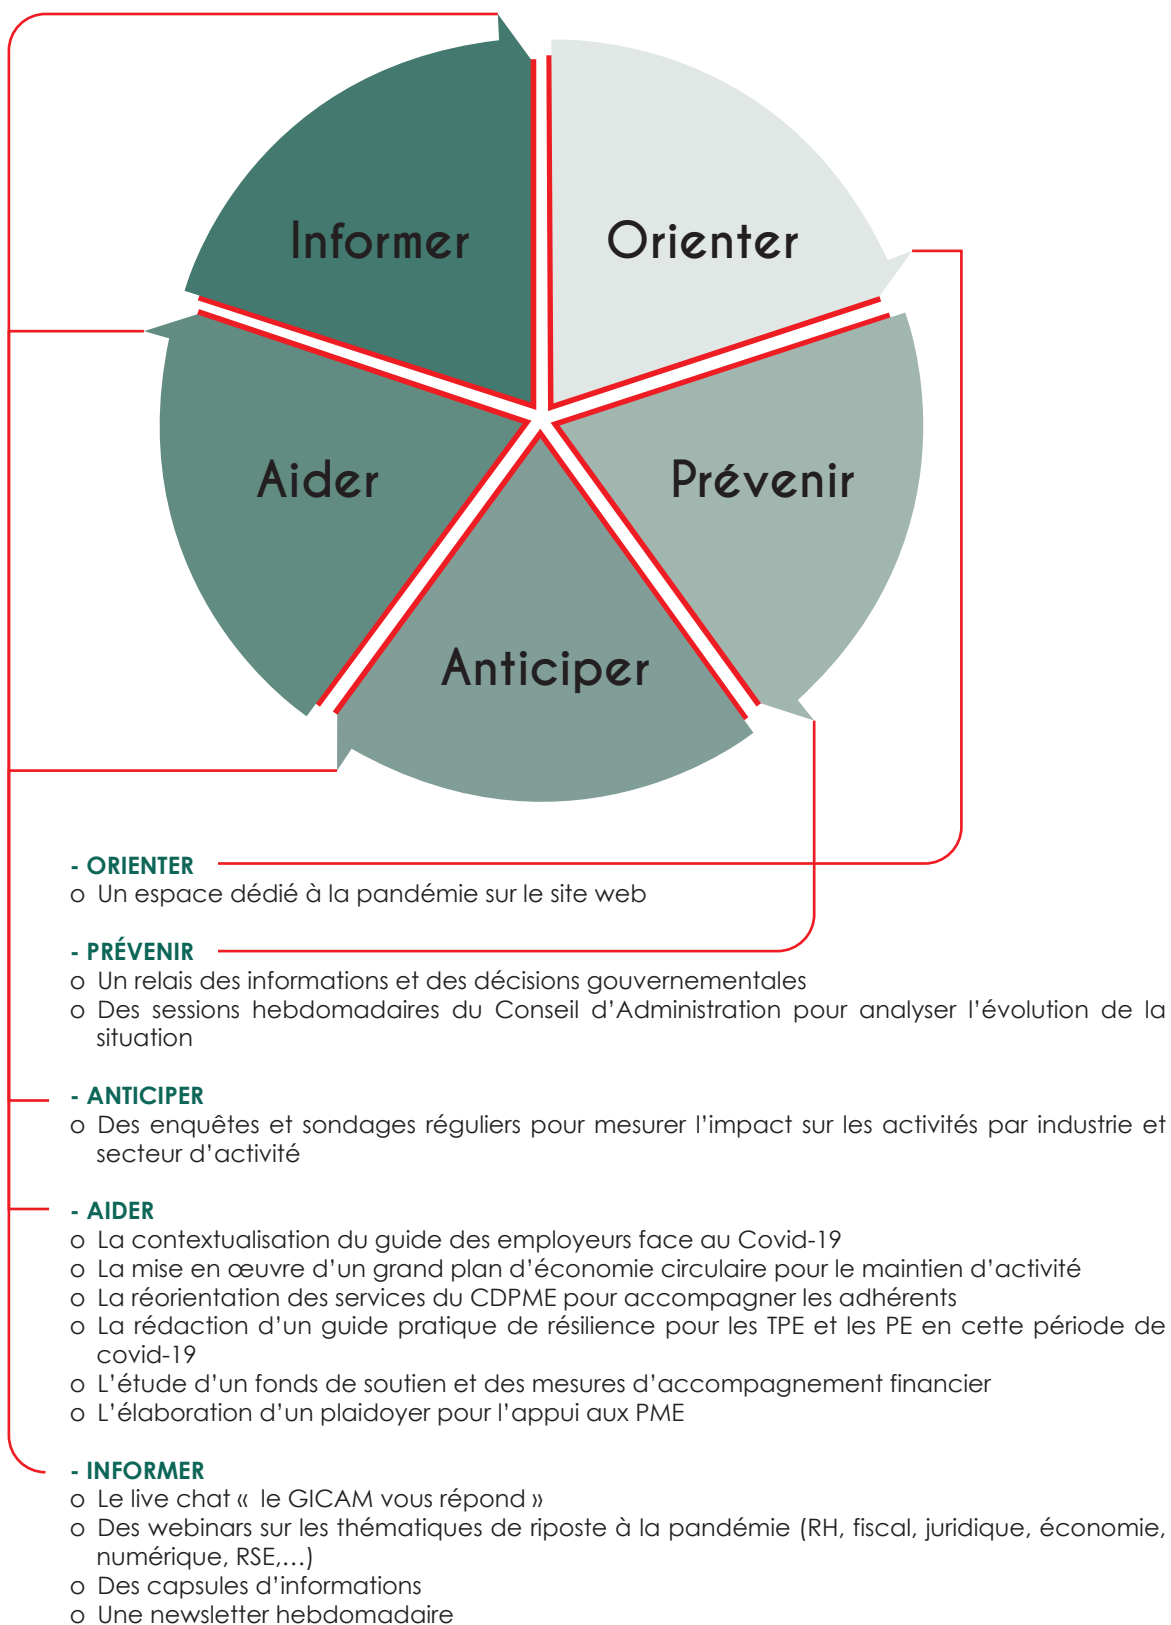 Informer
Orienter
Aider
Prévenir
Anticiper
- ORIENTER
o Un espace dédié à la pandémie sur le site web
- PRÉVENIR
o Un relais des informations et des décisions gouvernementales
o Des sessions hebdomadaires du Conseil d’Administration pour analyser l’évolution de la
situation
- ANTICIPER
o Des enquêtes et sondages réguliers pour mesurer l’impact sur les activités par industrie et
secteur d’activité
- AIDER
o La contextualisation du guide des employeurs face au Covid-19
o La mise en œuvre d’un grand plan d’économie circulaire pour le maintien d’activité
o La réorientation des services du CDPME pour accompagner les adhérents
o La rédaction d’un guide pratique de résilience pour les TPE et les PE en cette période de
covid-19
o L’étude d’un fonds de soutien et des mesures d’accompagnement financier
o L’élaboration d’un plaidoyer pour l’appui aux PME
- INFORMER
o Le live chat « le GICAM vous répond »
o Des webinars sur les thématiques de riposte à la pandémie (RH, fiscal, juridique, économie,
numérique, RSE,…)
o Des capsules d’informations
o Une newsletter hebdomadaire